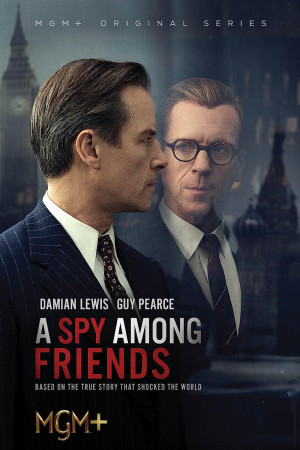 MGM+ ORIGINAL SERIES
DAMIAN LEWIS GUY PEARCE
A SPY AMONG
FRIENDS
BASED ON THE TRUE STORY THAT SHOCKED THE WORLD
MGM+